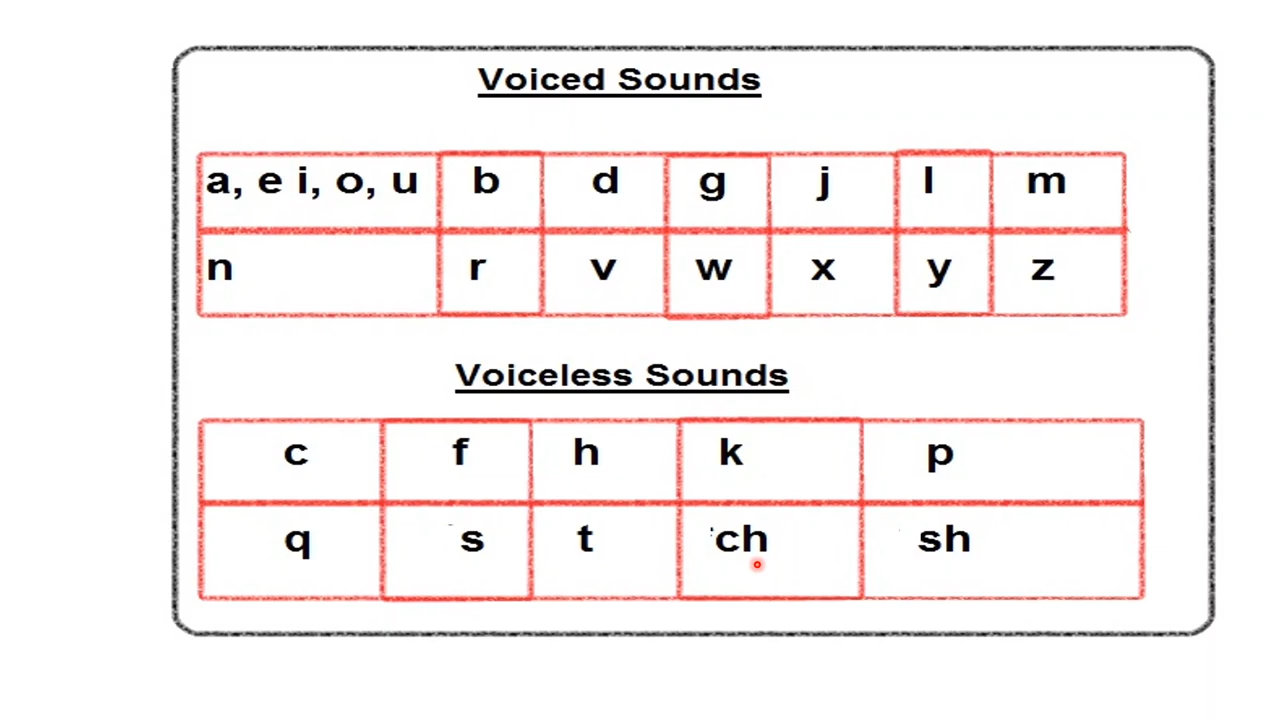 Voiced Sounds
a, e i, o, u b d g j l m
n r v w x y z
Voiceless Sounds
c f h k p
q s t ch sh